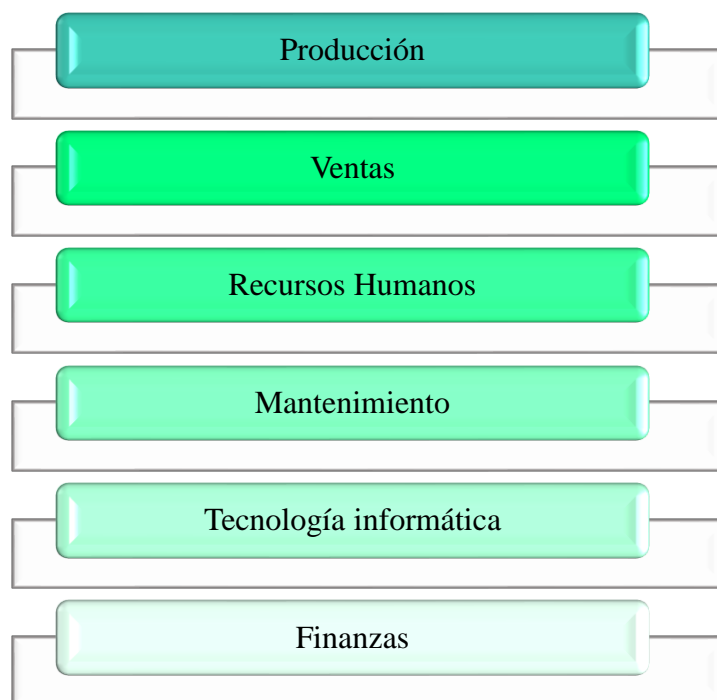 Producción
Ventas
Recursos Humanos
Mantenimiento
Tecnología informática
Finanzas